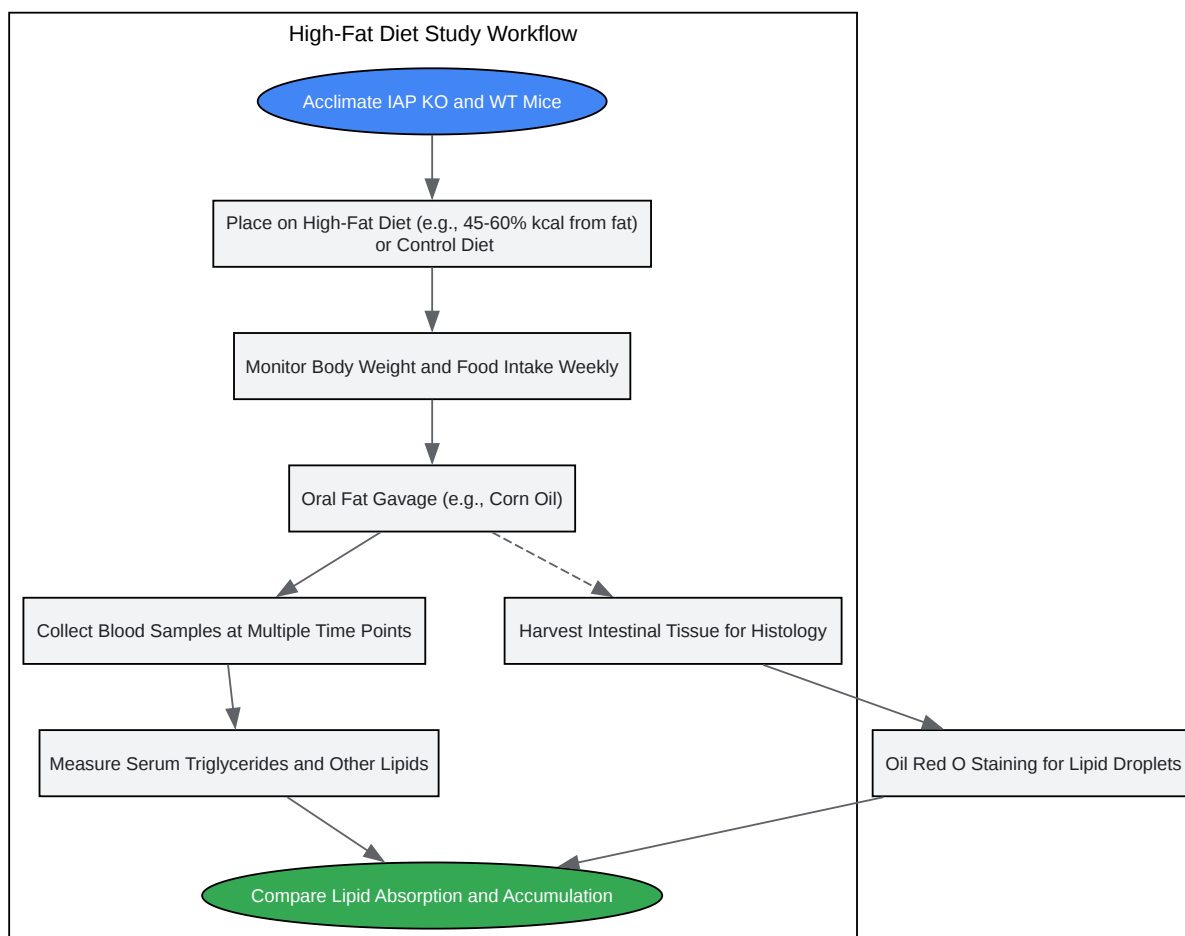 High-Fat Diet Study Workflow
Acclimate IAP KO and WT Mice
Place on High-Fat Diet (e.g., 45-60% kcal from fat)
or Control Diet
Monitor Body Weight and Food Intake Weekly
Oral Fat Gavage (e.g., Corn Oil)
Collect Blood Samples at Multiple Time Points
Harvest Intestinal Tissue for Histology
Measure Serum Triglycerides and Other Lipids
Oil Red O Staining for Lipid Droplets
Compare Lipid Absorption and Accumulation